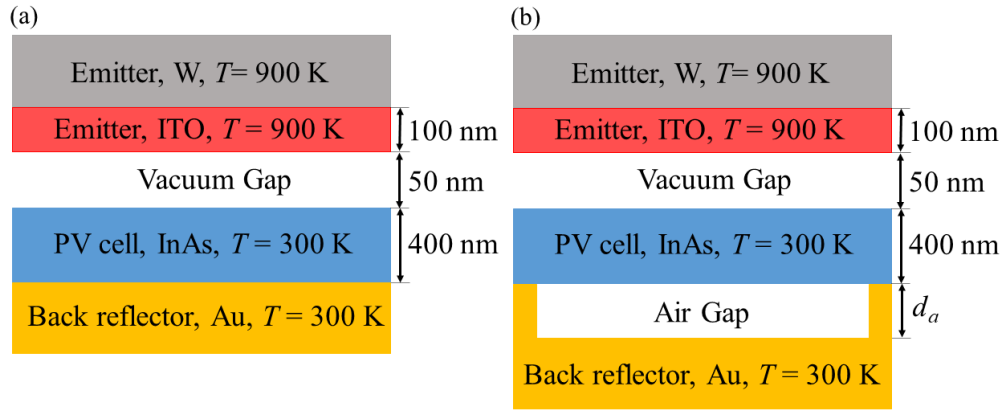 (a)
Emitter, W, T= 900 K
Emitter, ITO, T = 900 K
100 nm
Vacuum Gap
50 nm
PV cell, InAs, T = 300 K
400 nm
Back reflector, Au, T = 300 K
(b)
Emitter, W, T= 900 K
Emitter, ITO, T = 900 K
100 nm
Vacuum Gap
50 nm
PV cell, InAs, T = 300 K
400 nm
Air Gap
dₐ
Back reflector, Au, T = 300 K